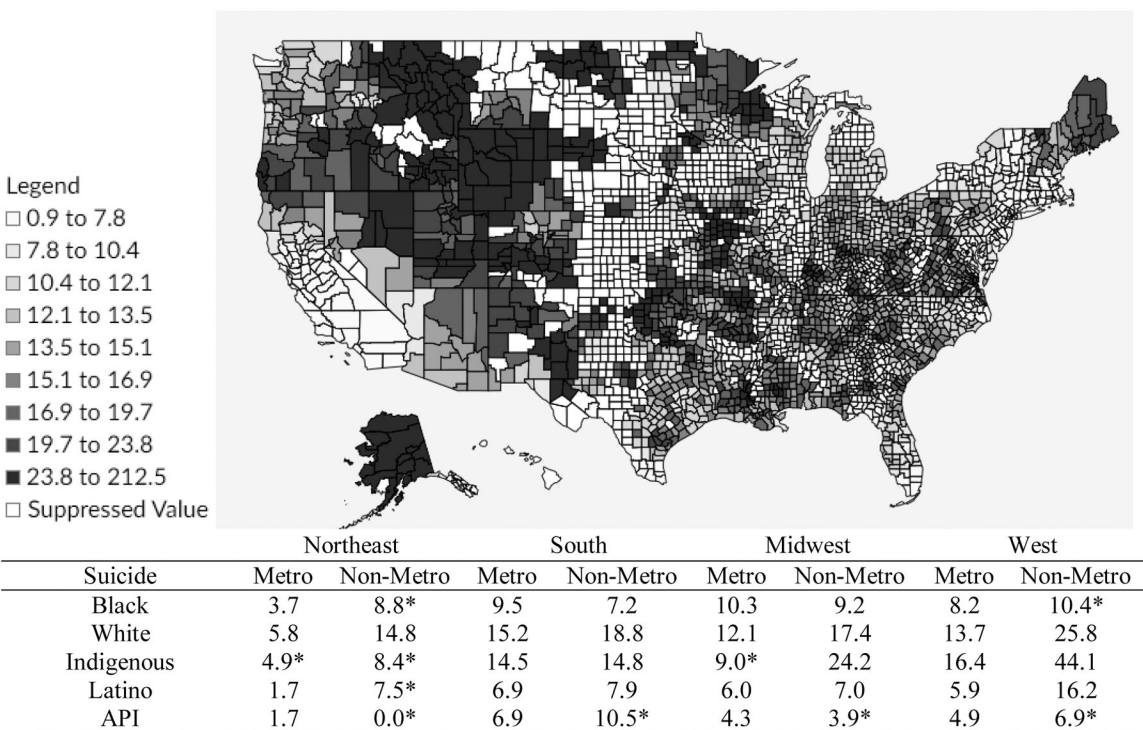 Legend
0.9 to 7.8
7.8 to 10.4
10.4 to 12.1
12.1 to 13.5
13.5 to 15.1
15.1 to 16.9
16.9 to 19.7
19.7 to 23.8
23.8 to 212.5
Suppressed Value
Northeast South Midwest West
Suicide Metro Non-Metro Metro Non-Metro Metro Non-Metro Metro Non-Metro
Black 3.7 8.8* 9.5 7.2 10.3 9.2 8.2 10.4*
White 5.8 14.8 15.2 18.8 12.1 17.4 13.7 25.8
Indigenous 4.9* 8.4* 14.5 14.8 9.0* 24.2 16.4 44.1
Latino 1.7 7.5* 6.9 7.9 6.0 7.0 5.9 16.2
API 1.7 0.0* 6.9 10.5* 4.3 3.9* 4.9 6.9*